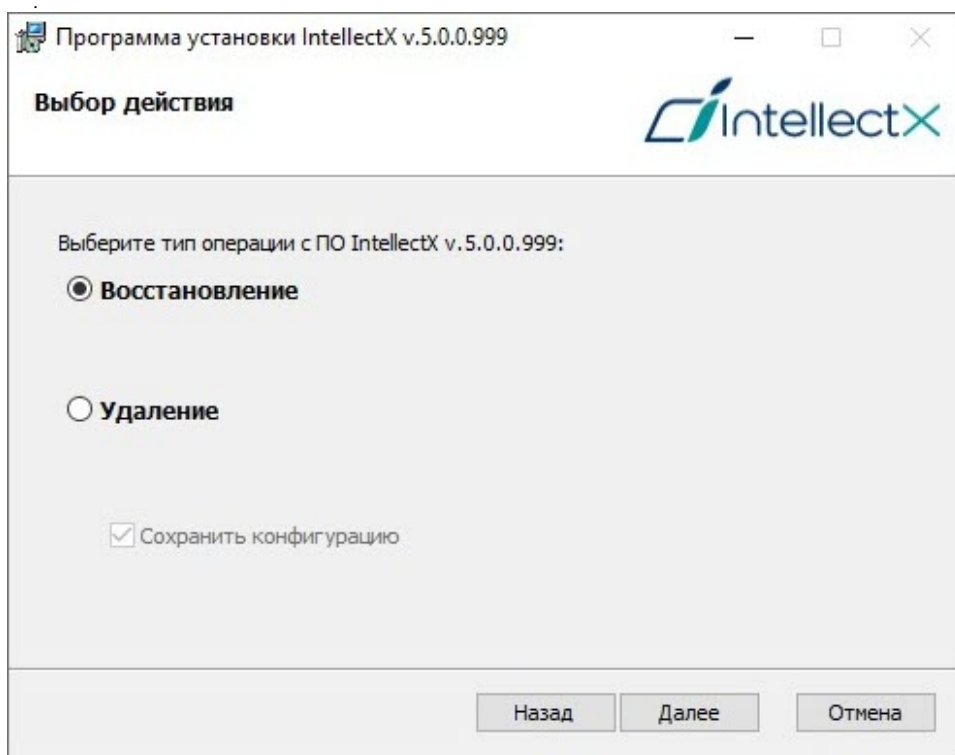 Программа установки IntellectX v.5.0.0.999
Выбор действия
IntellectX
Выберите тип операции с ПО IntellectX v.5.0.0.999:
Восстановление
Удаление
Сохранить конфигурацию
Назад
Далее
Отмена